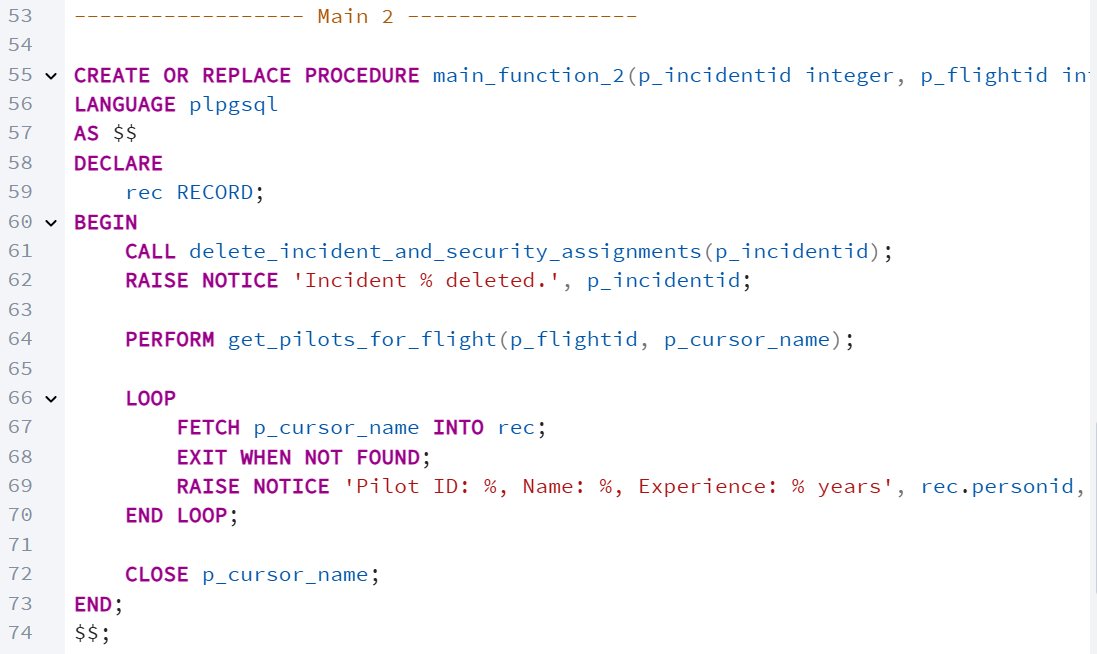 53 ------------------ Main 2 ------------------
54
55 CREATE OR REPLACE PROCEDURE main_function_2(p_incidentid integer, p_flightid in
56 LANGUAGE plpgsql
57 AS $$
58 DECLARE
59     rec RECORD;
60 BEGIN
61     CALL delete_incident_and_security_assignments(p_incidentid);
62     RAISE NOTICE 'Incident % deleted.', p_incidentid;
63
64     PERFORM get_pilots_for_flight(p_flightid, p_cursor_name);
65
66     LOOP
67         FETCH p_cursor_name INTO rec;
68         EXIT WHEN NOT FOUND;
69         RAISE NOTICE 'Pilot ID: %, Name: %, Experience: % years', rec.personid,
70     END LOOP;
71
72     CLOSE p_cursor_name;
73 END;
74 $$;